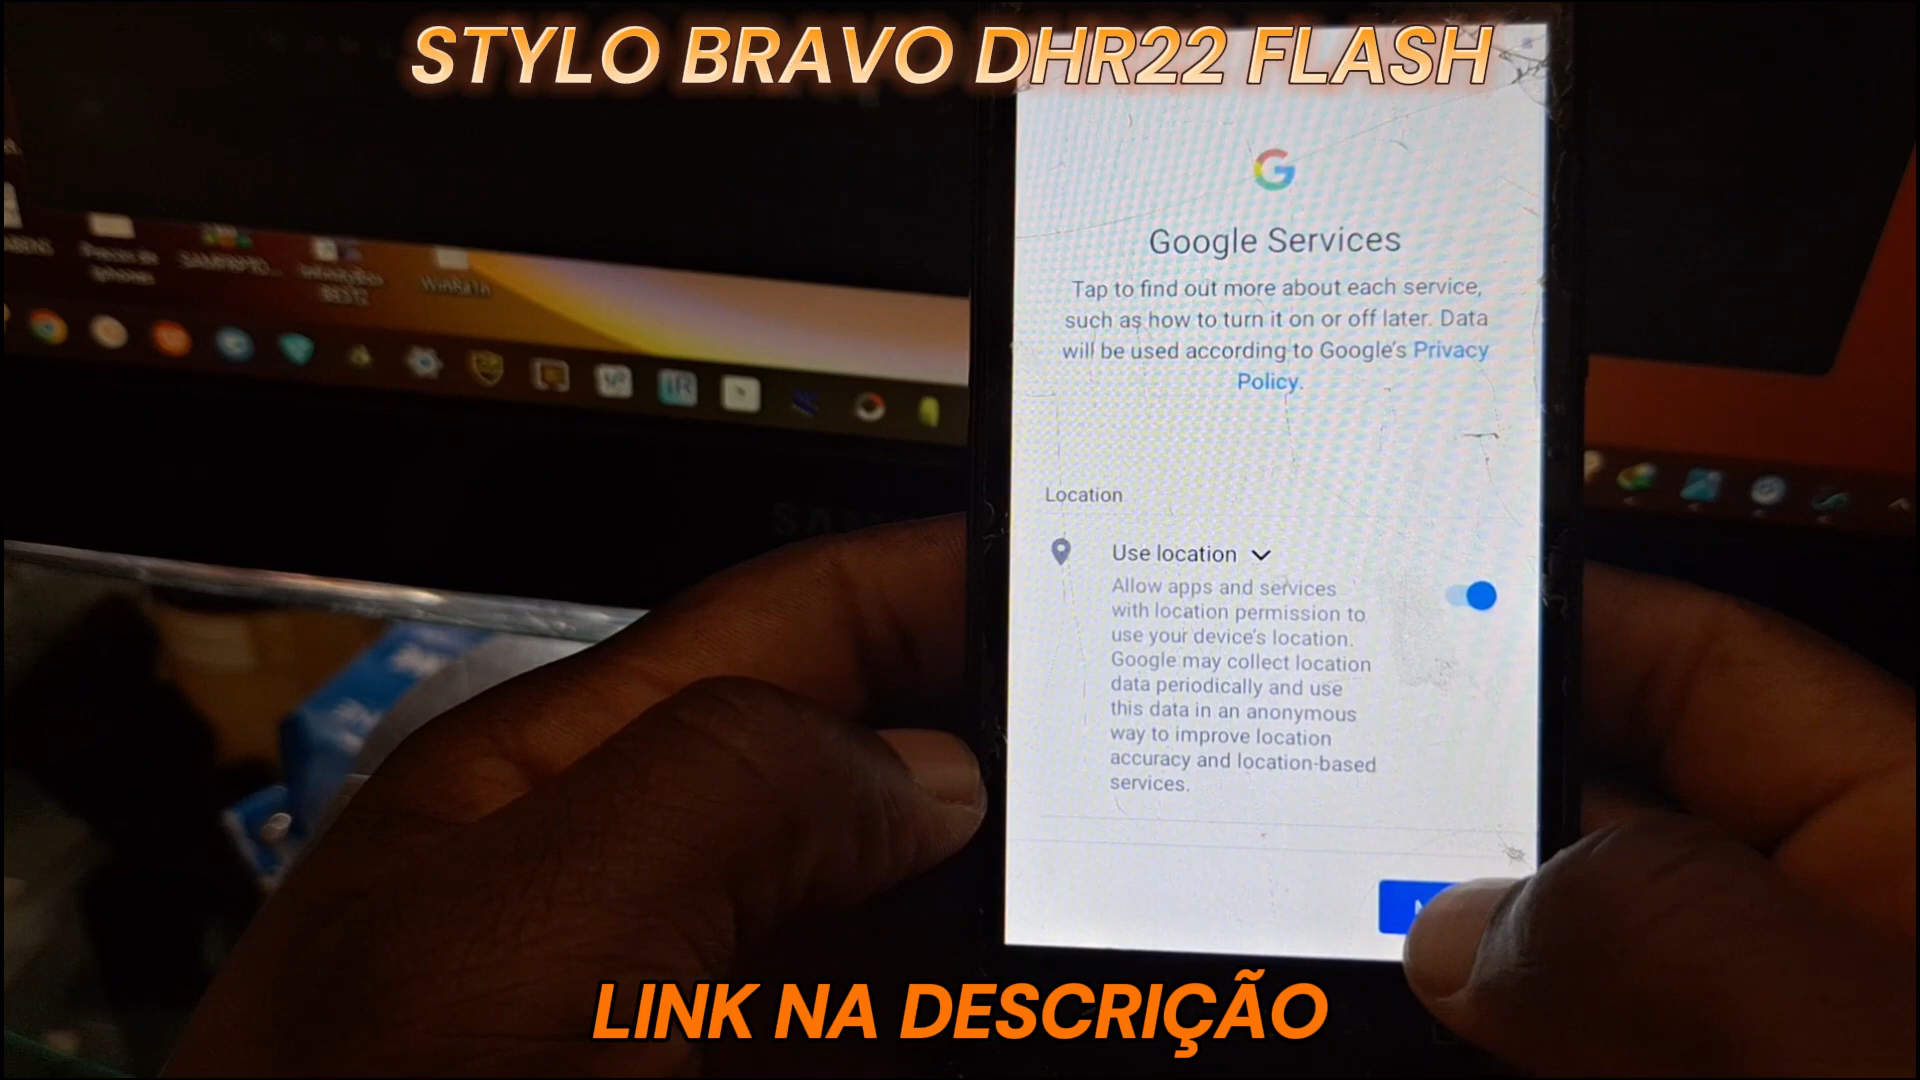 STYLO BRAVO DHR22 FLASH
Google Services
Tap to find out more about each service,
such as how to turn it on or off later. Data
will be used according to Google's Privacy
Policy.
Location
Use location
Allow apps and services
with location permission to
use your device's location.
Google may collect location
data periodically and use
this data in an anonymous
way to improve location
accuracy and location-based
services.
LINK NA DESCRIÇÃO